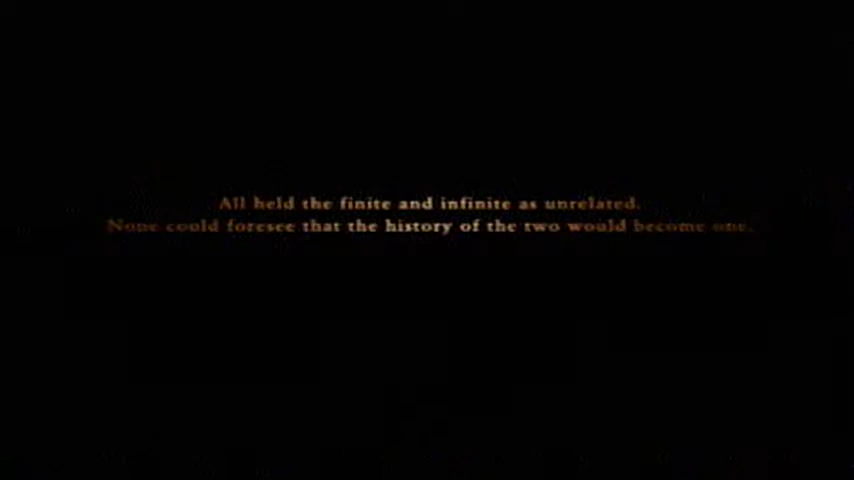 All held the finite and infinite as unrelated.
None could foresee that the history of the two would become one.